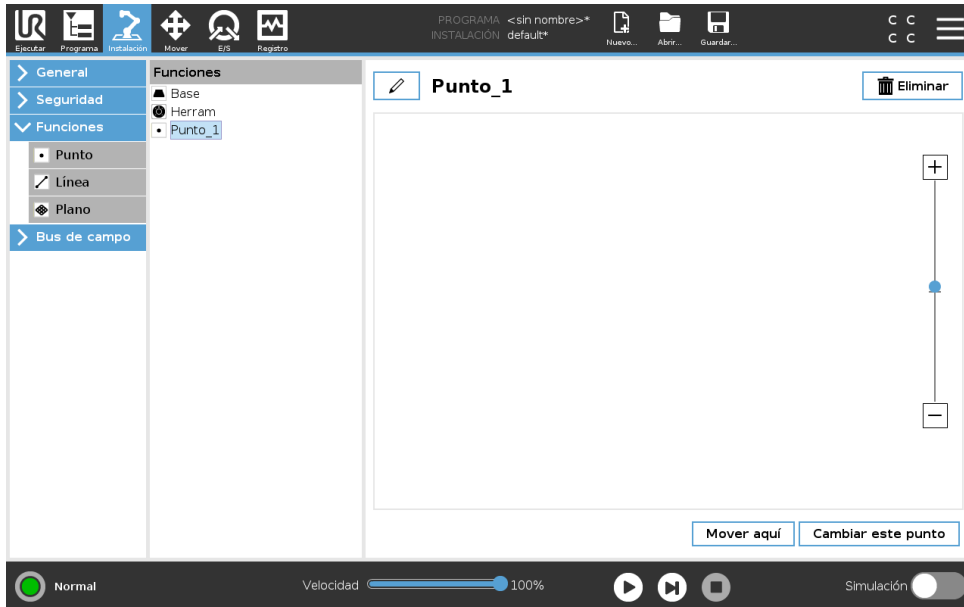 UR
PROGRAMA <sin nombre>*
INSTALACIÓN default*
Ejecutar Programa Instalación Mover E/S Registro
Nuevo... Abrir... Guardar...
C C
C C
General
Seguridad
Funciones
Punto
Línea
Plano
Bus de campo
Funciones
Base
Herram
Punto_1
Punto_1
Eliminar
Mover aquí Cambiar este punto
Normal Velocidad 100% Simulación